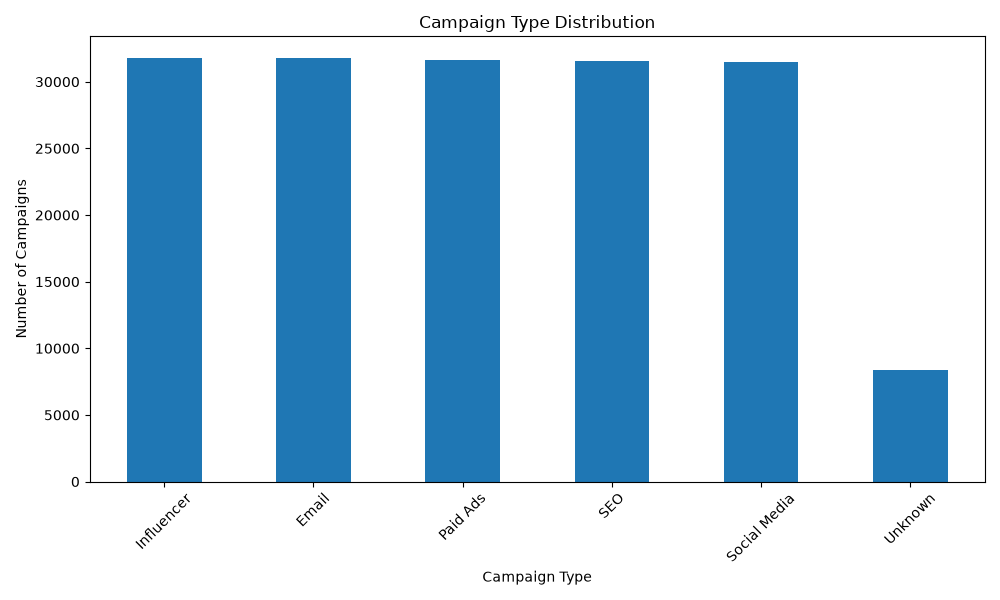 Campaign Type Distribution
Number of Campaigns
30000
25000
20000
15000
10000
5000
0
Influencer
Email
Paid Ads
SEO
Social Media
Unknown
Campaign Type